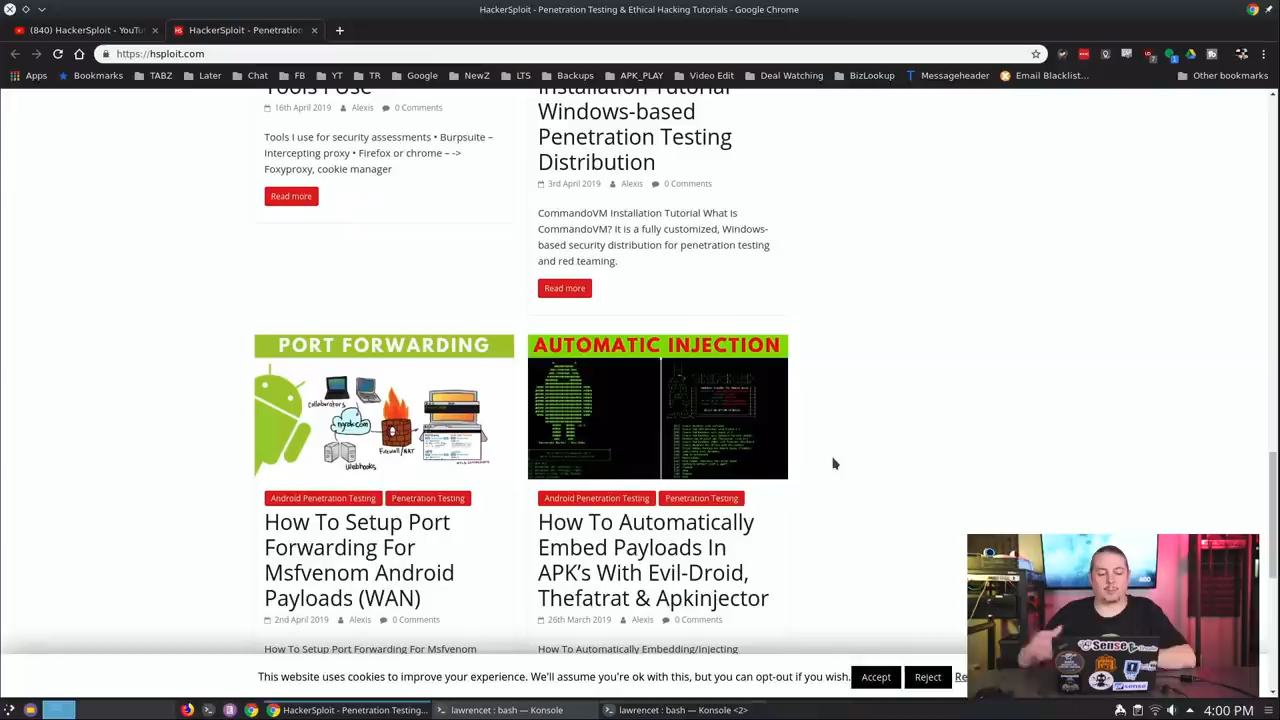 HackerSploit - Penetration Testing & Ethical Hacking Tutorials - Google Chrome
(840) HackerSploit - YouTu
HackerSploit - Penetration
https://hsploit.com
Apps
Bookmarks
TABZ
Later
Chat
FB
YT
TR
Google
NewZ
LTS
Backups
APK_PLAY
Video Edit
Deal Watching
BizLookup
Messageheader
Email Blacklist...
Other bookmarks
Tools I Use
16th April 2019 Alexis 0 Comments
Tools I use for security assessments • Burpsuite –
Intercepting proxy • Firefox or chrome – ->
Foxyproxy, cookie manager
Read more
Installation Tutorial
Windows-based
Penetration Testing
Distribution
3rd April 2019 Alexis 0 Comments
CommandoVM Installation Tutorial What Is
CommandoVM? It is a fully customized, Windows-
based security distribution for penetration testing
and red teaming.
Read more
PORT FORWARDING
Collaborators
ngrok.com
Firewall/NAT
Webhooks
Android Penetration Testing
Penetration Testing
How To Setup Port
Forwarding For
Msfvenom Android
Payloads (WAN)
2nd April 2019 Alexis 0 Comments
How To Setup Port Forwarding For Msfvenom
AUTOMATIC INJECTION
Android Penetration Testing
Penetration Testing
How To Automatically
Embed Payloads In
APK’s With Evil-Droid,
Thefatrat & Apkinjector
26th March 2019 Alexis 0 Comments
How To Automatically Embedding/Injecting
This website uses cookies to improve your experience. We'll assume you're ok with this, but you can opt-out if you wish.
Accept
Reject
Re
HackerSploit - Penetration Testing...
lawrencet : bash — Konsole
lawrencet : bash — Konsole <2>
4:00 PM